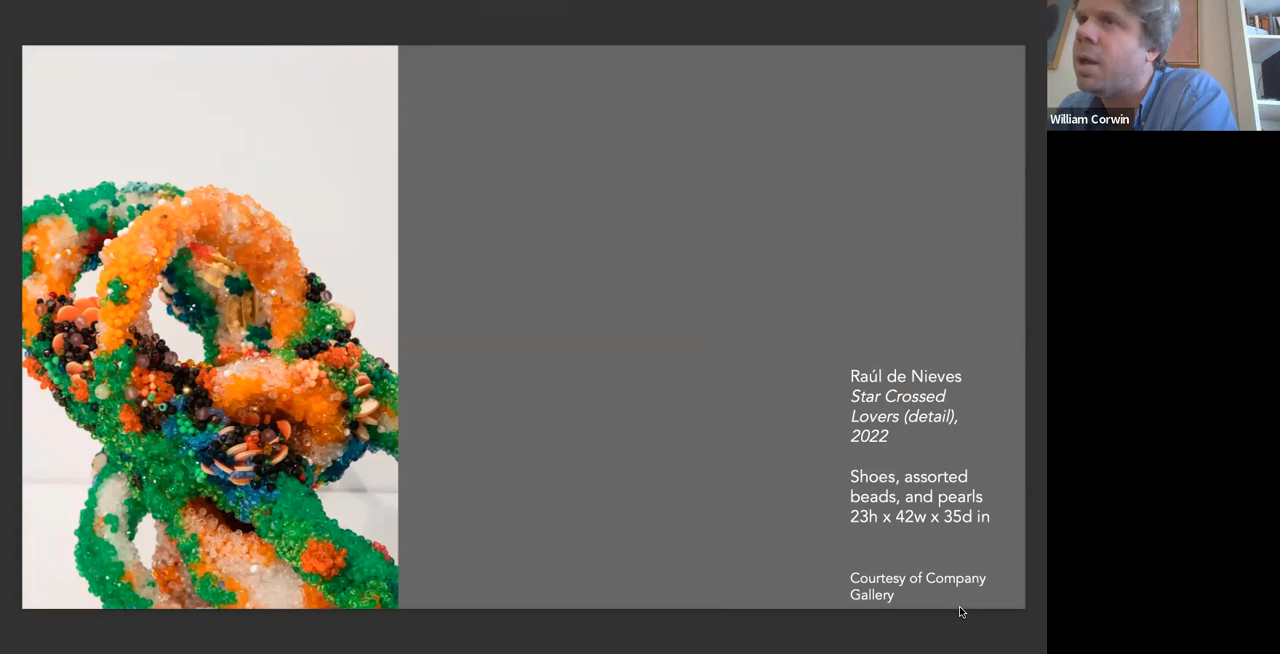 Raúl de Nieves
Star Crossed
Lovers (detail),
2022
Shoes, assorted
beads, and pearls
23h x 42w x 35d in
Courtesy of Company
Gallery
William Corwin